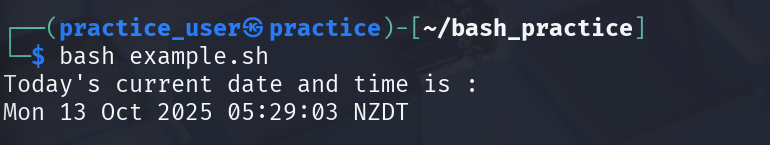 ┌──(practice_user㉿practice)-[~/bash_practice]
└─$ bash example.sh
Today's current date and time is :
Mon 13 Oct 2025 05:29:03 NZDT